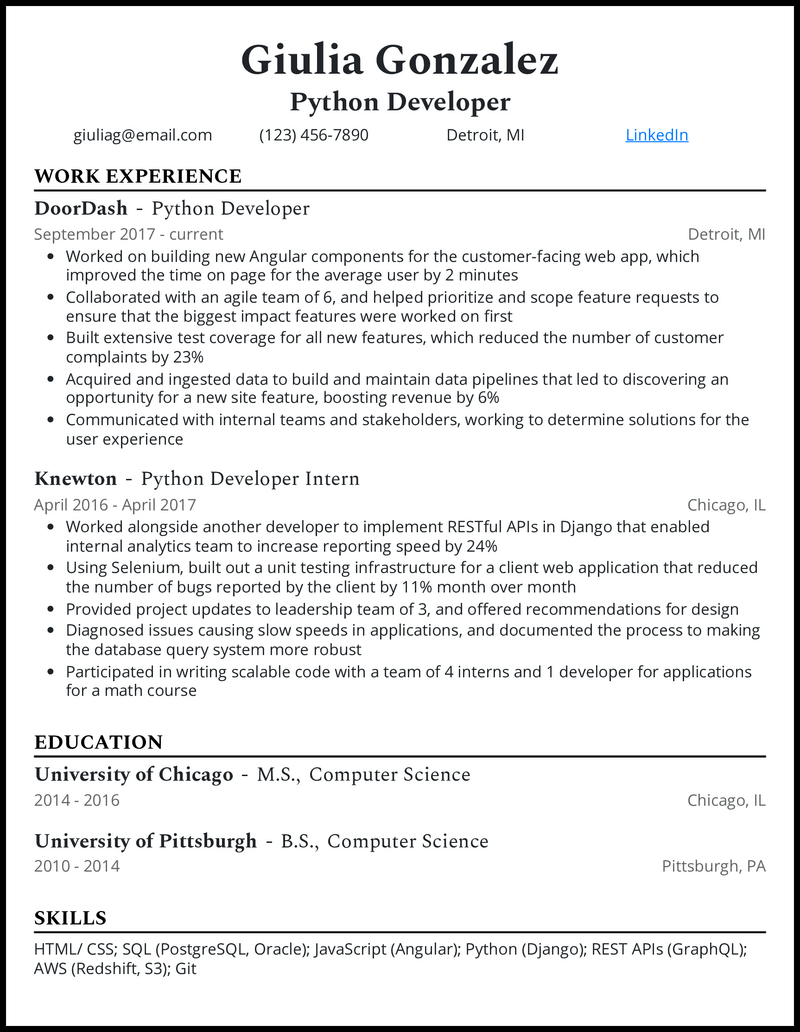 Giulia Gonzalez
Python Developer
giuliag@email.com (123) 456-7890 Detroit, MI LinkedIn
WORK EXPERIENCE
DoorDash - Python Developer
September 2017 - current Detroit, MI
• Worked on building new Angular components for the customer-facing web app, which
improved the time on page for the average user by 2 minutes
• Collaborated with an agile team of 6, and helped prioritize and scope feature requests to
ensure that the biggest impact features were worked on first
• Built extensive test coverage for all new features, which reduced the number of customer
complaints by 23%
• Acquired and ingested data to build and maintain data pipelines that led to discovering an
opportunity for a new site feature, boosting revenue by 6%
• Communicated with internal teams and stakeholders, working to determine solutions for the
user experience
Knewton - Python Developer Intern
April 2016 - April 2017 Chicago, IL
• Worked alongside another developer to implement RESTful APIs in Django that enabled
internal analytics team to increase reporting speed by 24%
• Using Selenium, built out a unit testing infrastructure for a client web application that reduced
the number of bugs reported by the client by 11% month over month
• Provided project updates to leadership team of 3, and offered recommendations for design
• Diagnosed issues causing slow speeds in applications, and documented the process to making
the database query system more robust
• Participated in writing scalable code with a team of 4 interns and 1 developer for applications
for a math course
EDUCATION
University of Chicago - M.S., Computer Science
2014 - 2016 Chicago, IL
University of Pittsburgh - B.S., Computer Science
2010 - 2014 Pittsburgh, PA
SKILLS
HTML/ CSS; SQL (PostgreSQL, Oracle); JavaScript (Angular); Python (Django); REST APIs (GraphQL);
AWS (Redshift, S3); Git